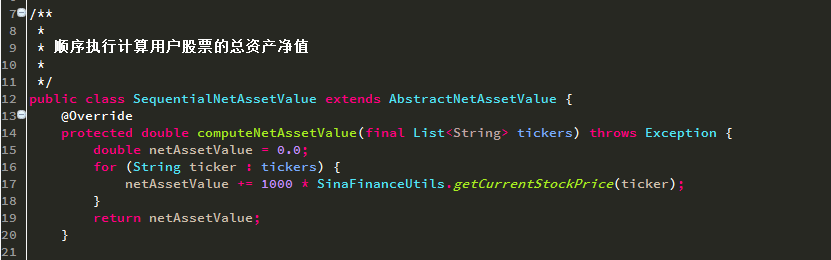 7 /**
8  *
9  * 顺序执行计算用户股票的总资产净值
10  *
11  */
12 public class SequentialNetAssetValue extends AbstractNetAssetValue {
13     @Override
14     protected double computeNetAssetValue(final List<String> tickers) throws Exception {
15         double netAssetValue = 0.0;
16         for (String ticker : tickers) {
17             netAssetValue += 1000 * SinaFinanceUtils.getCurrentStockPrice(ticker);
18         }
19         return netAssetValue;
20     }
21